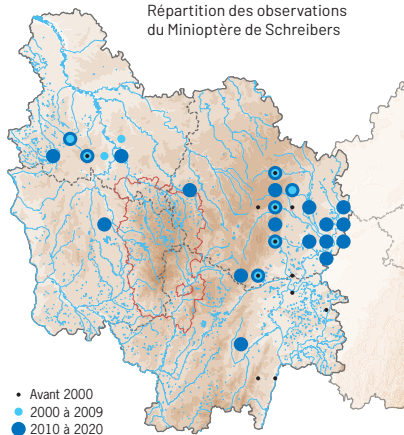 Répartition des observations
du Minioptère de Schreibers
Avant 2000
2000 à 2009
2010 à 2020